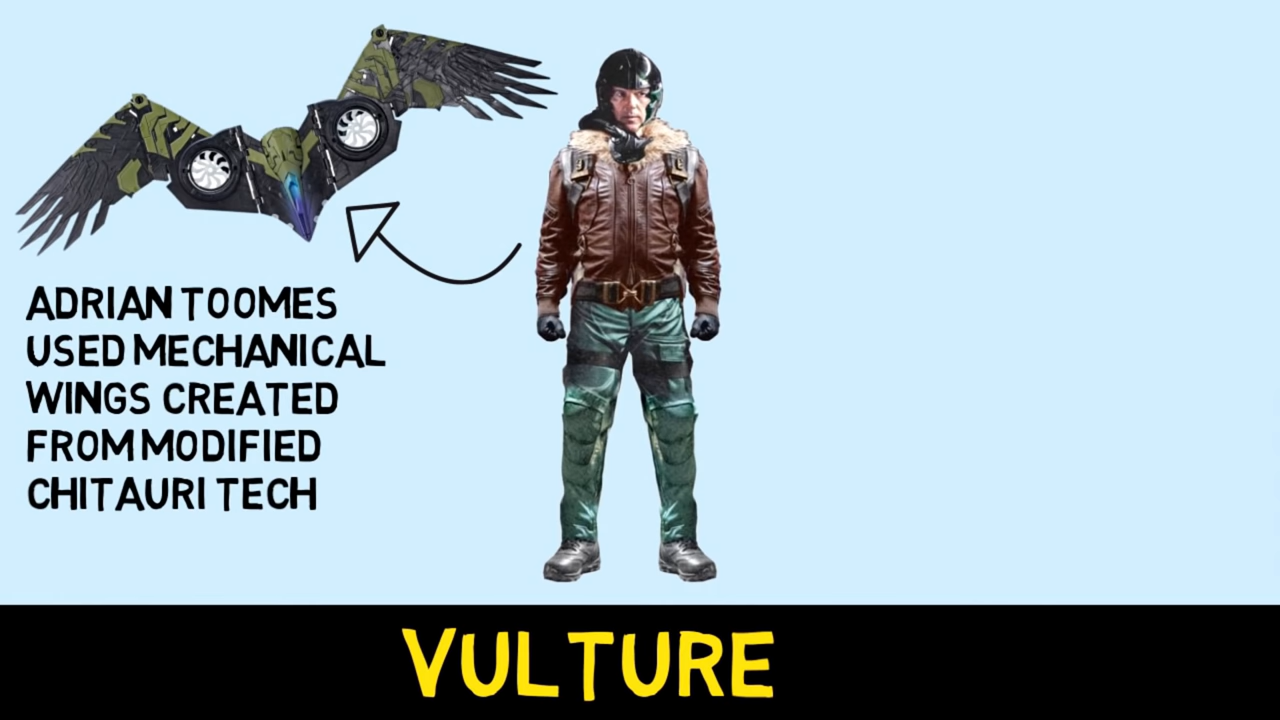 ADRIAN TOOMES
USED MECHANICAL
WINGS CREATED
FROM MODIFIED
CHITAURI TECH
VULTURE